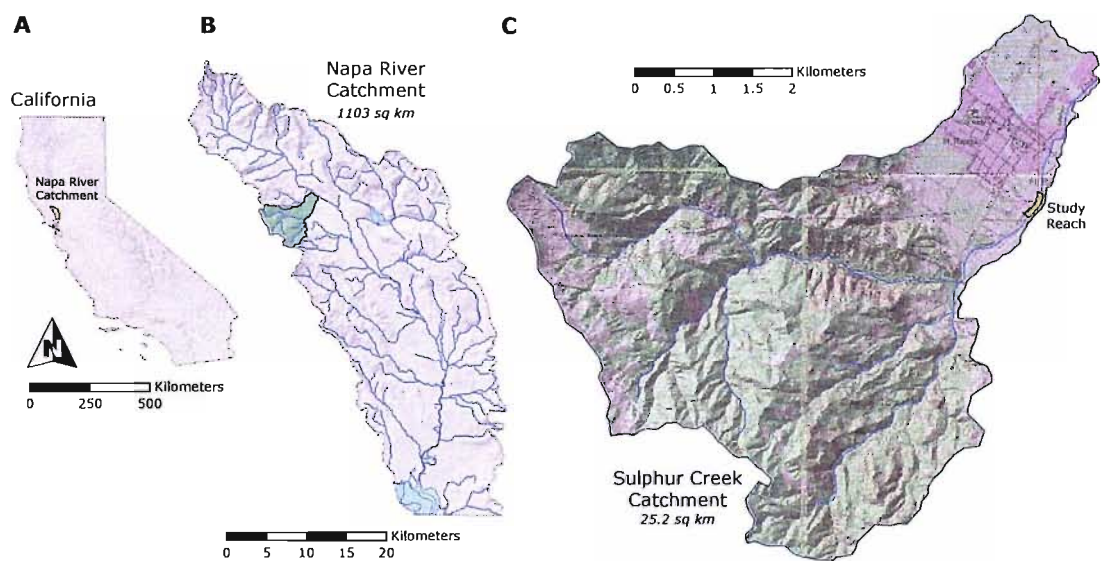 A
California
Napa River
Catchment
N
Kilometers
0 250 500
B
Napa River
Catchment
1103 sq km
Kilometers
0 5 10 15 20
C
Kilometers
0 0.5 1 1.5 2
Study
Reach
Sulphur Creek
Catchment
25.2 sq km